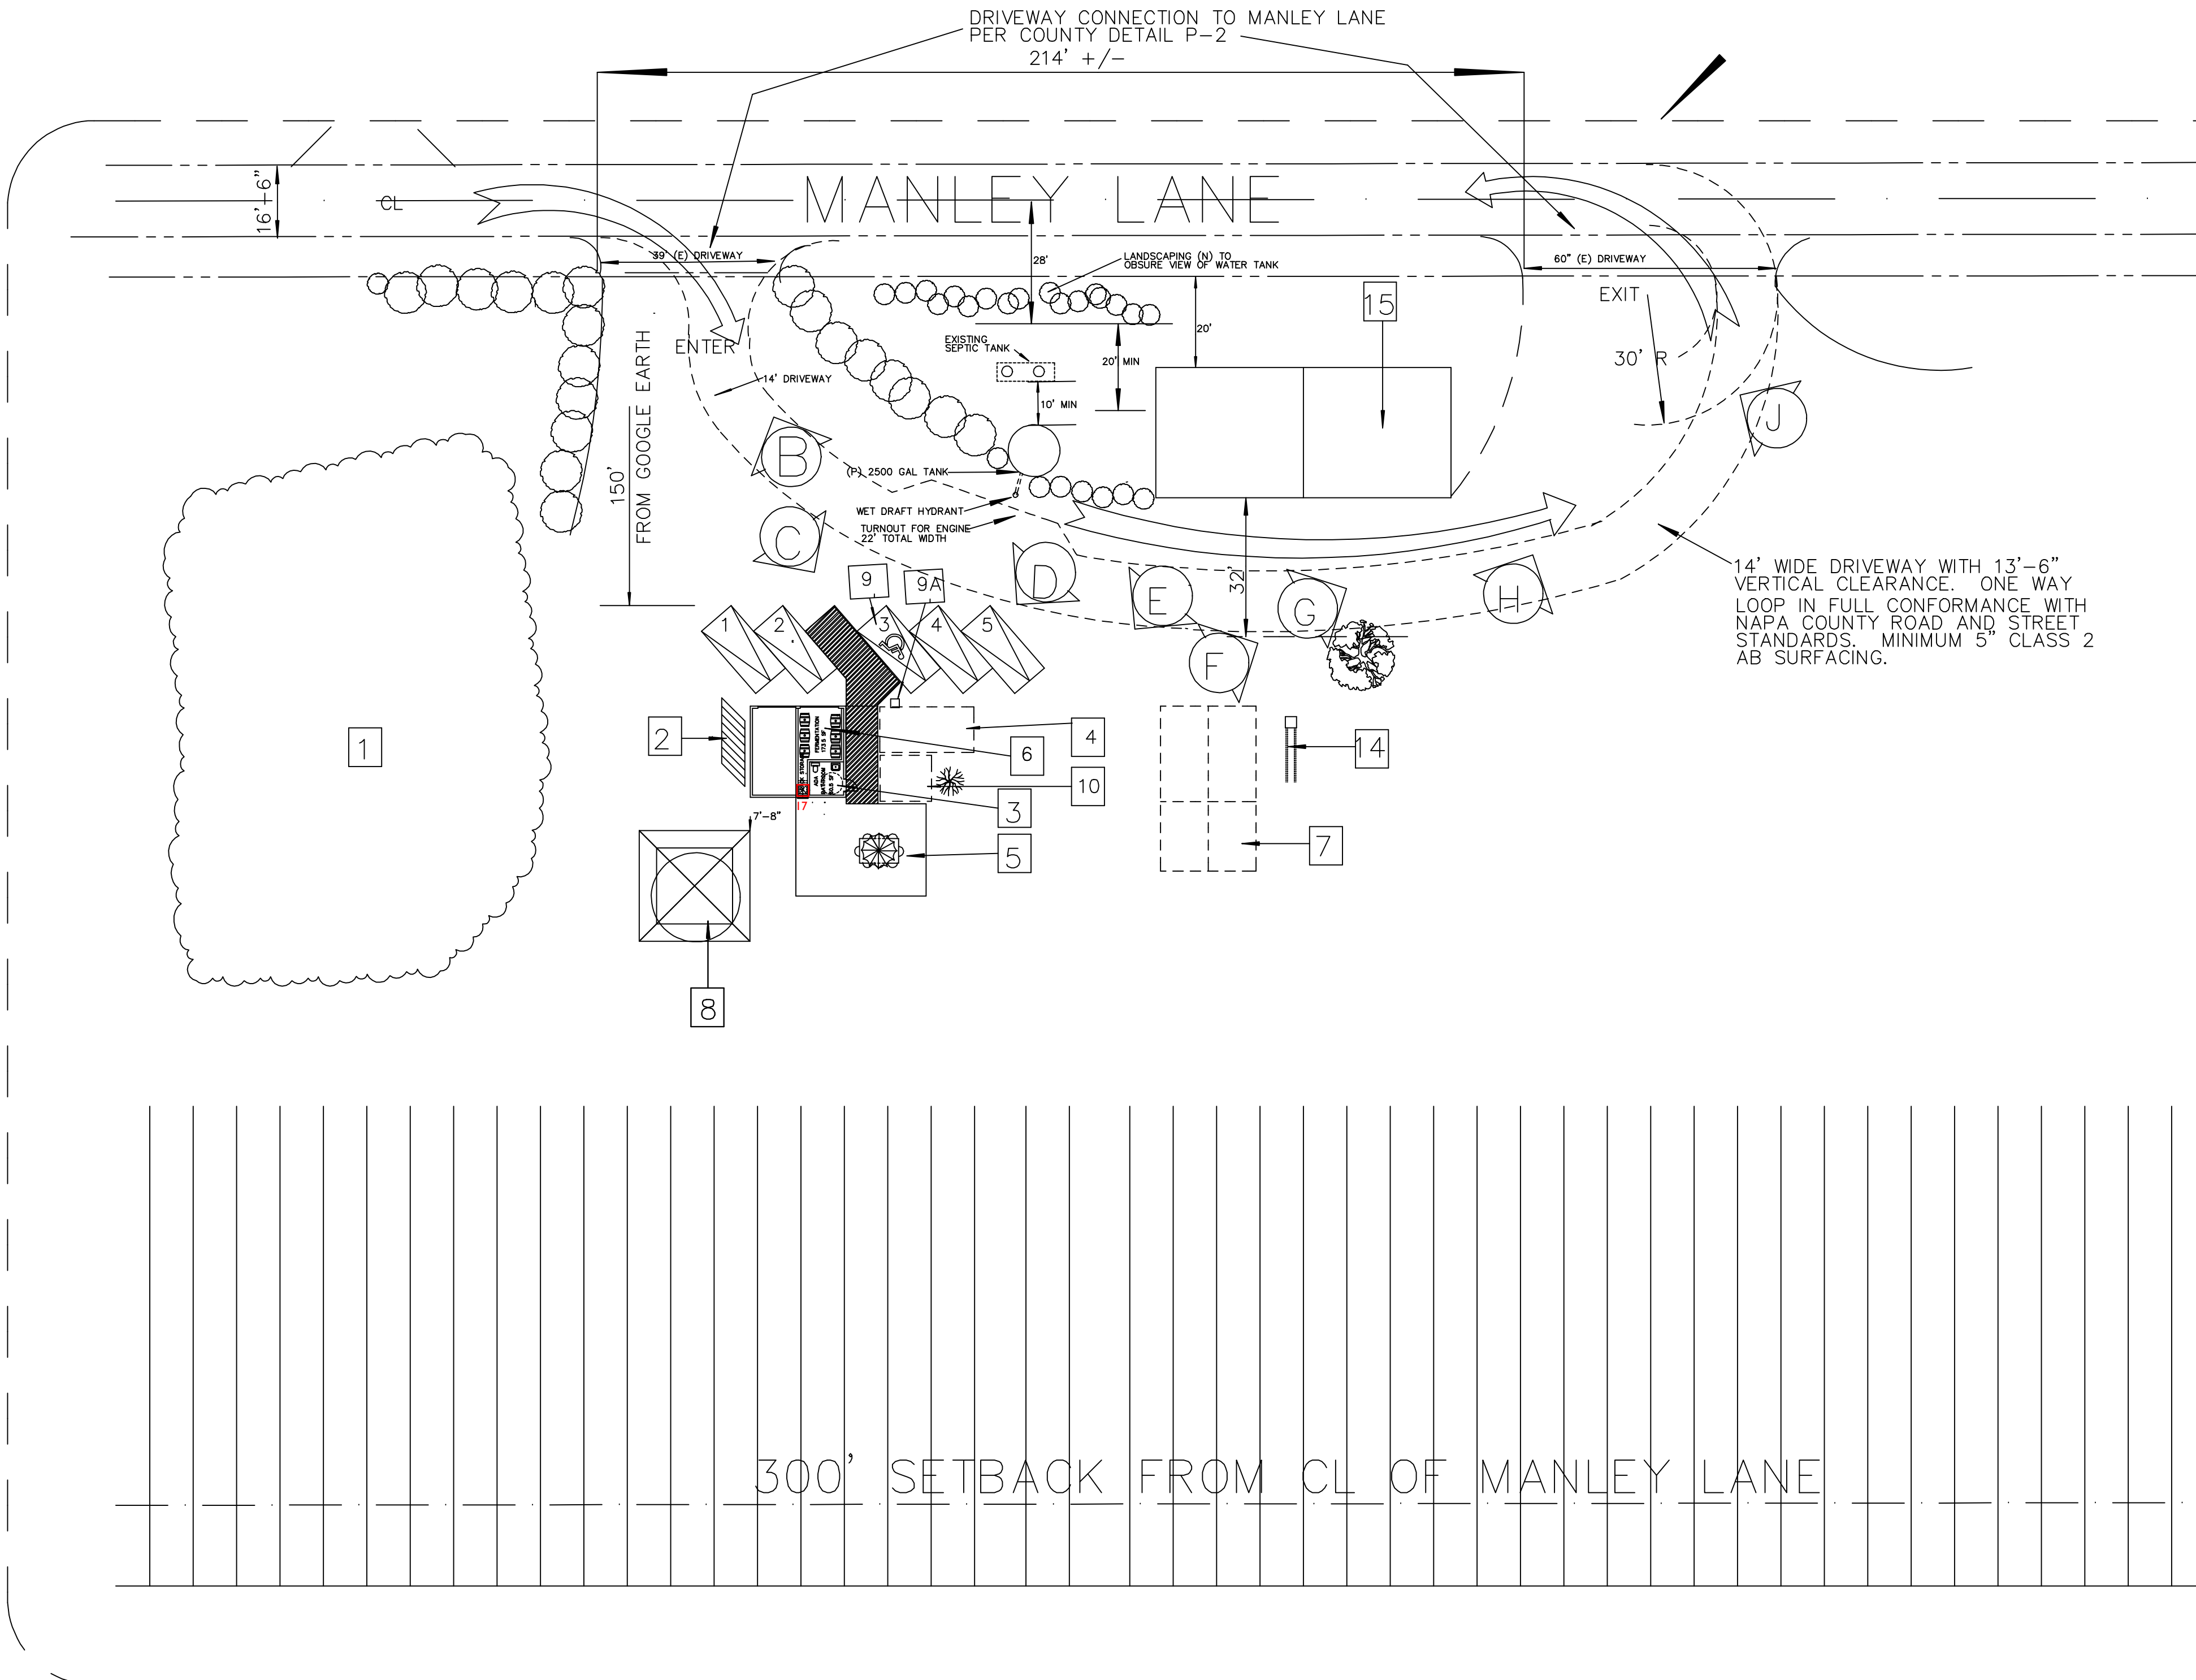 DRIVEWAY CONNECTION TO MANLEY LANE
PER COUNTY DETAIL P-2
214' +/-
16'-6"
CL
MANLEY LANE
39' (E) DRIVEWAY
28'
LANDSCAPING (N) TO
OBSURE VIEW OF WATER TANK
60" (E) DRIVEWAY
EXIT
15
20'
ENTER
EXISTING
SEPTIC TANK
20' MIN
30' R
14' DRIVEWAY
10' MIN
150'
FROM GOOGLE EARTH
B
J
(P) 2500 GAL TANK
WET DRAFT HYDRANT
TURNOUT FOR ENGINE
22' TOTAL WIDTH
C
D
E
G
H
F
32'
14' WIDE DRIVEWAY WITH 13'-6"
VERTICAL CLEARANCE. ONE WAY
LOOP IN FULL CONFORMANCE WITH
NAPA COUNTY ROAD AND STREET
STANDARDS. MINIMUM 5" CLASS 2
AB SURFACING.
9
9A
1
2
3
4
5
1
2
FERMENTATION
ADA
BATHROOM
6
4
14
10
3
17
7'-8"
5
7
8
300' SETBACK FROM CL OF MANLEY LANE